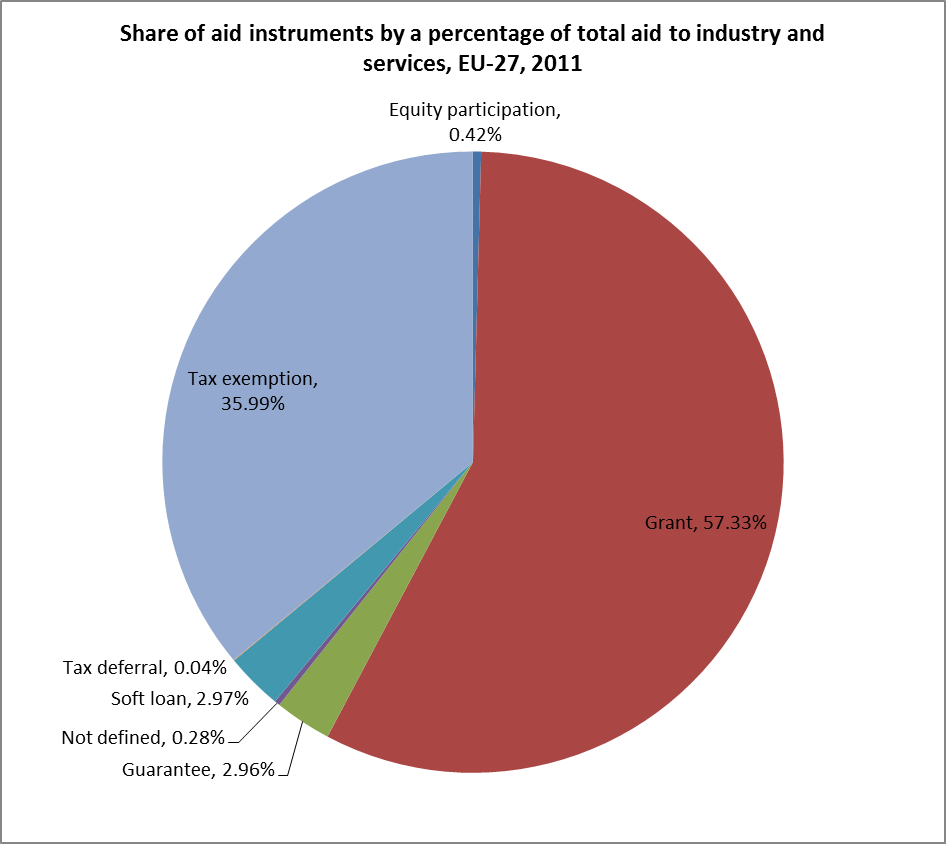 Share of aid instruments by a percentage of total aid to industry and
services, EU-27, 2011
Equity participation,
0.42%
Tax exemption,
35.99%
Grant, 57.33%
Tax deferral, 0.04%
Soft loan, 2.97%
Not defined, 0.28%
Guarantee, 2.96%